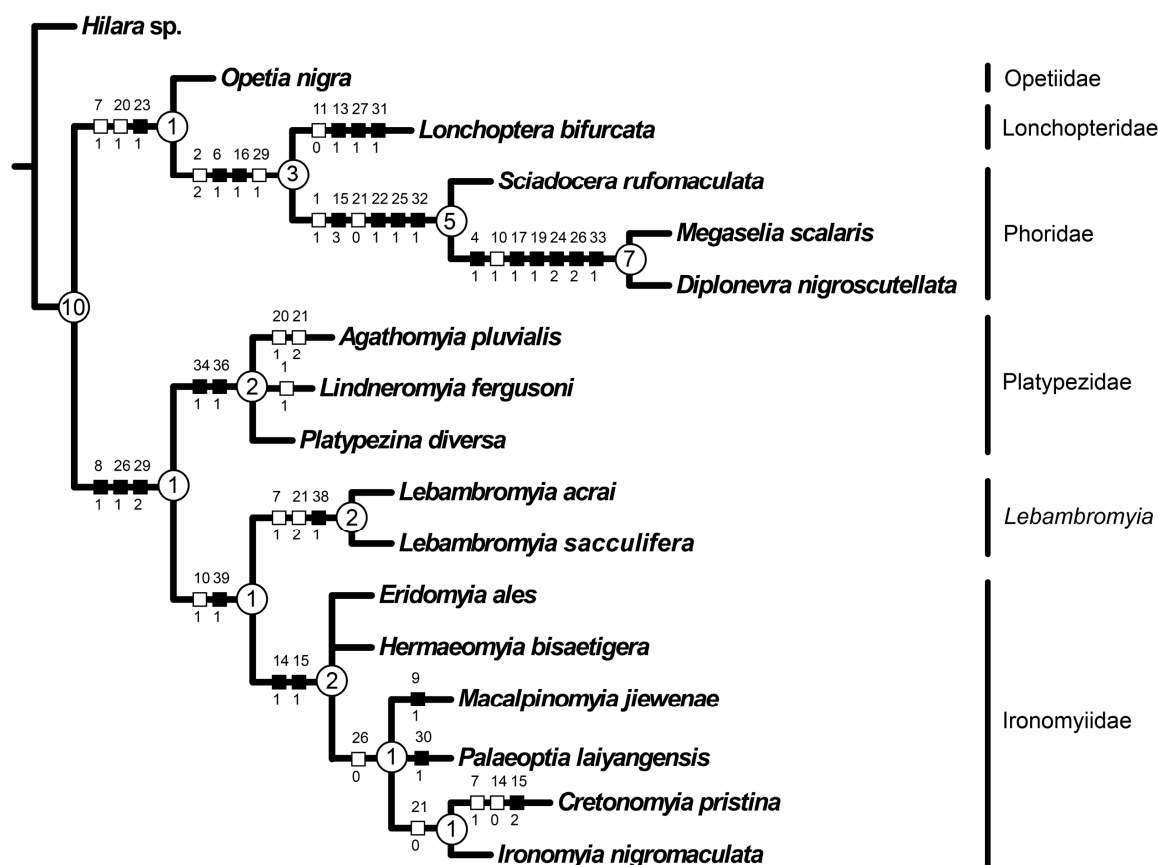 Hilara sp.
Opetia nigra
Opetiidae
7 20 23
1 1 1
1
11 13 27 31
0 1 1 1
Lonchoptera bifurcata
Lonchopteridae
2 6 16 29
2 1 1 1
3
Sciadocera rufomaculata
1 15 21 22 25 32
1 3 0 1 1 1
5
Megaselia scalaris
Phoridae
4 10 17 19 24 26 33
1 1 1 1 2 2 1
7
Diplonevra nigroscutellata
10
20 21
1 2
Agathomyia pluvialis
34 36
1 1
2
1
1
Lindneromyia fergusoni
Platypezidae
Platypezina diversa
8 26 29
1 1 2
1
Lebambromyia acrai
7 21 38
1 2 1
2
Lebambromyia
Lebambromyia sacculifera
10 39
1 1
1
Eridomyia ales
Hermaeomyia bisaetigera
14 15
1 1
2
9
1
Macalpinomyia jiewenae
Ironomyiidae
26
0
1
30
1
Palaeoptia laiyangensis
7 14 15
1 0 2
Cretonomyia pristina
21
0
1
Ironomyia nigromaculata